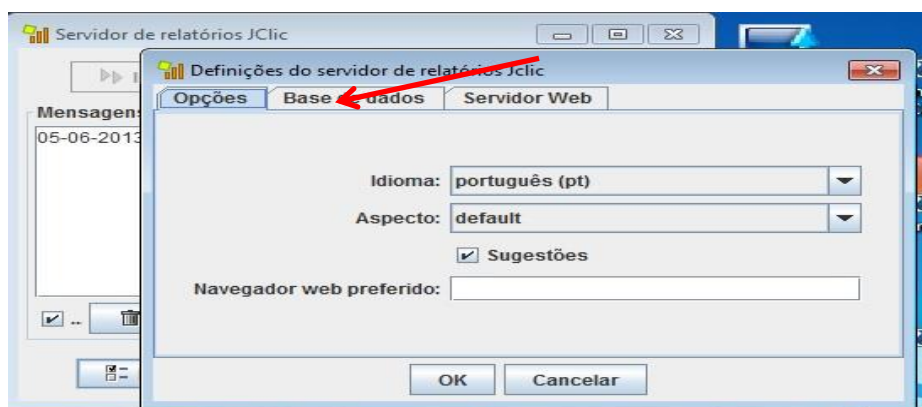 Servidor de relatórios JClic
Definições do servidor de relatórios Jclic
Opções Base de dados Servidor Web
Mensagens
05-06-2013
Idioma: português (pt)
Aspecto: default
Sugestões
Navegador web preferido:
..
OK Cancelar